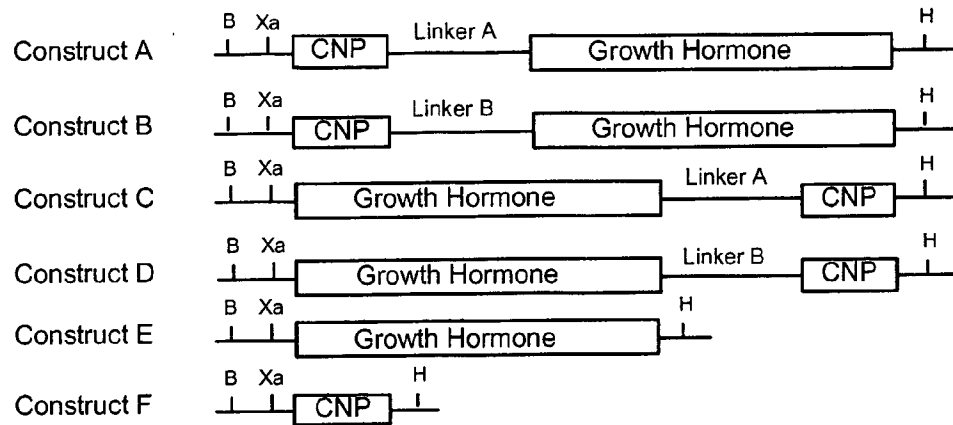 B Xa Linker A H
Construct A CNP Growth Hormone
B Xa Linker B H
Construct B CNP Growth Hormone
B Xa Linker A H
Construct C Growth Hormone CNP
B Xa Linker B H
Construct D Growth Hormone CNP
B Xa H
Construct E Growth Hormone
B Xa H
Construct F CNP